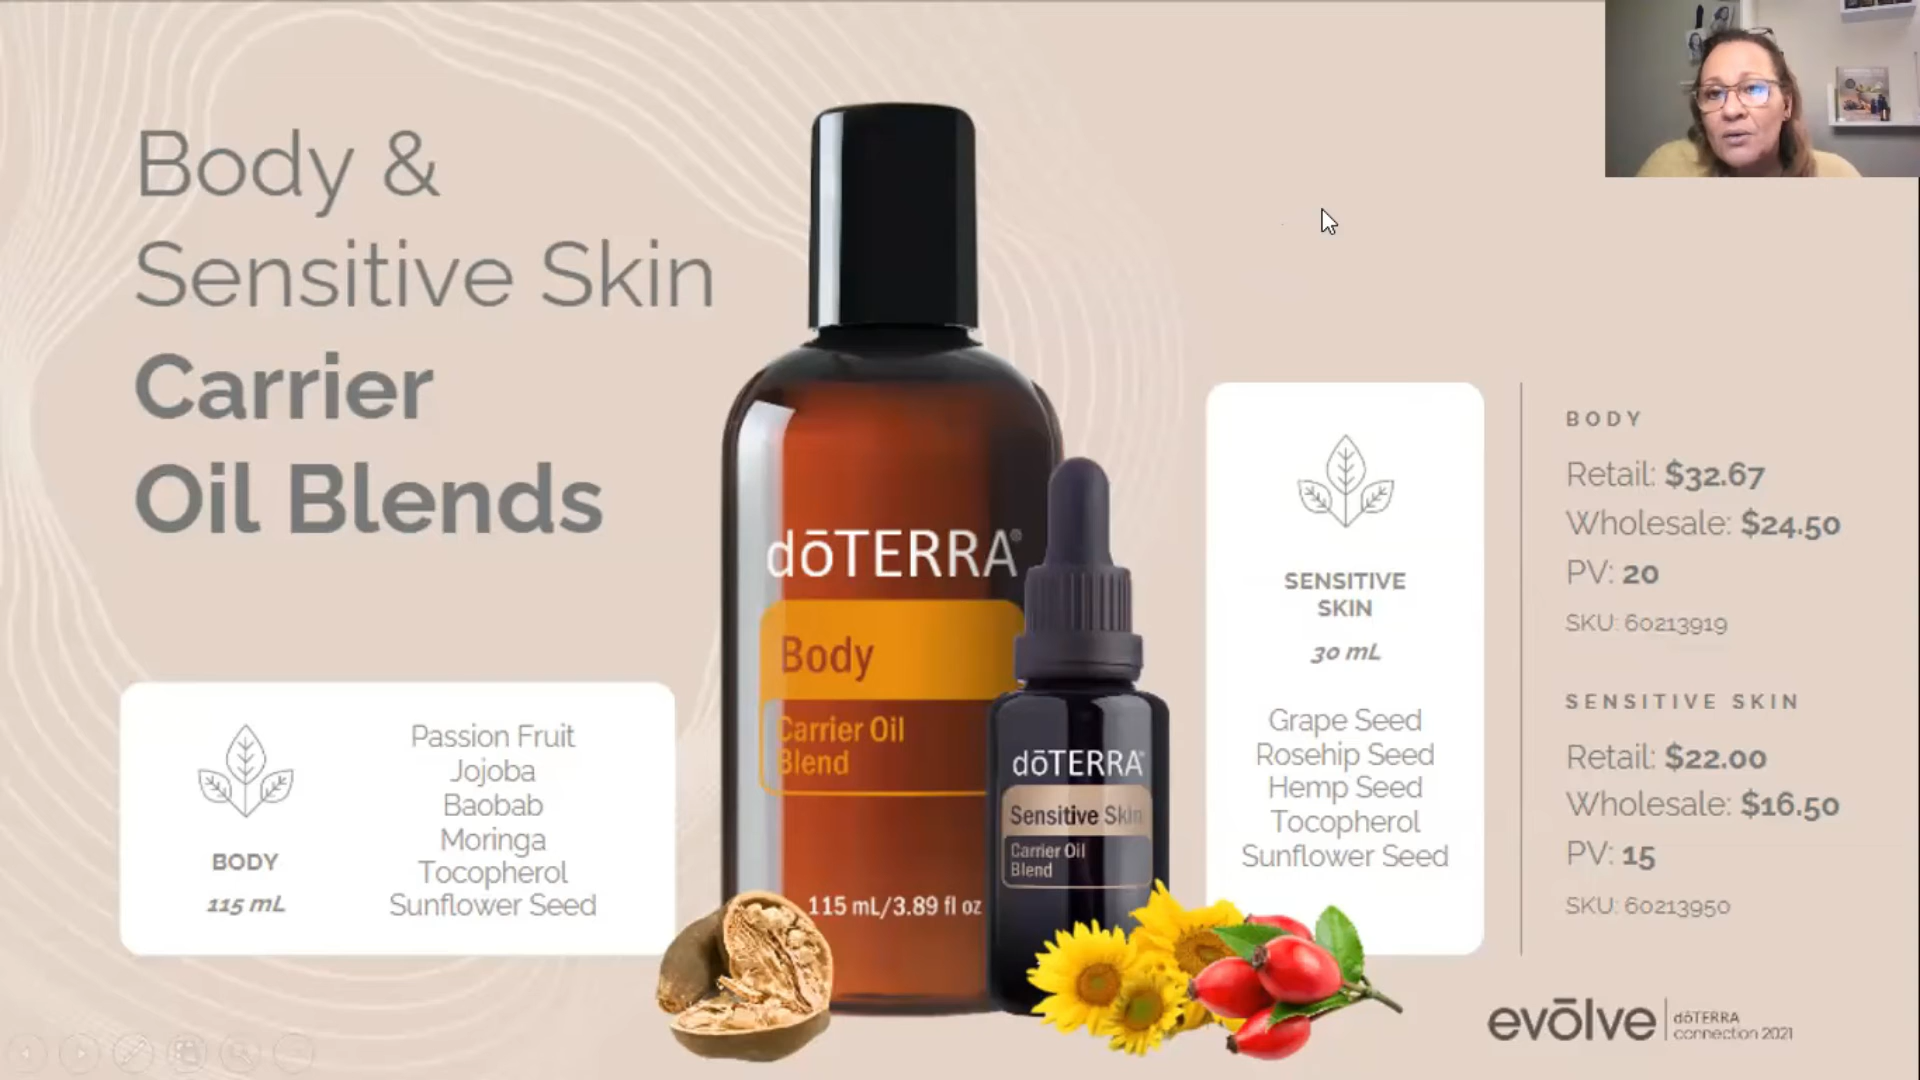 Body &
Sensitive Skin
Carrier
Oil Blends
BODY
115 mL
Passion Fruit
Jojoba
Baobab
Moringa
Tocopherol
Sunflower Seed
dōTERRA®
Body
Carrier Oil
Blend
115 mL/3.89 fl oz
dōTERRA
Sensitive Skin
Carrier Oil
Blend
SENSITIVE
SKIN
30 mL
Grape Seed
Rosehip Seed
Hemp Seed
Tocopherol
Sunflower Seed
BODY
Retail: $32.67
Wholesale: $24.50
PV: 20
SKU: 60213919
SENSITIVE SKIN
Retail: $22.00
Wholesale: $16.50
PV: 15
SKU: 60213950
evōlve
dōTERRA
connection 2021